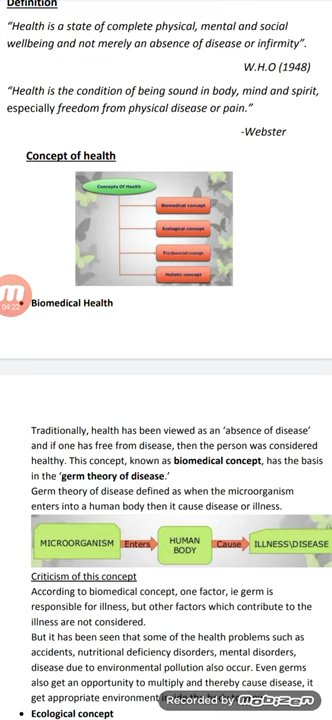 Definition
“Health is a state of complete physical, mental and social
wellbeing and not merely an absence of disease or infirmity”.
W.H.O (1948)
“Health is the condition of being sound in body, mind and spirit,
especially freedom from physical disease or pain.”
-Webster
Concept of health
Concepts Of Health
Biomedical concept
Ecological concept
Psychosocial concept
Holistic concept
04:22
• Biomedical Health
Traditionally, health has been viewed as an ‘absence of disease’
and if one has free from disease, then the person was considered
healthy. This concept, known as biomedical concept, has the basis
in the ‘germ theory of disease.’
Germ theory of disease defined as when the microorganism
enters into a human body then it cause disease or illness.
MICROORGANISM Enters HUMAN BODY Cause ILLNESS\DISEASE
Criticism of this concept
According to biomedical concept, one factor, ie germ is
responsible for illness, but other factors which contribute to the
illness are not considered.
But it has been seen that some of the health problems such as
accidents, nutritional deficiency disorders, mental disorders,
disease due to environmental pollution also occur. Even germs
also get an opportunity to multiply and thereby cause disease, it
get appropriate environment
Recorded by Mobizen
• Ecological concept